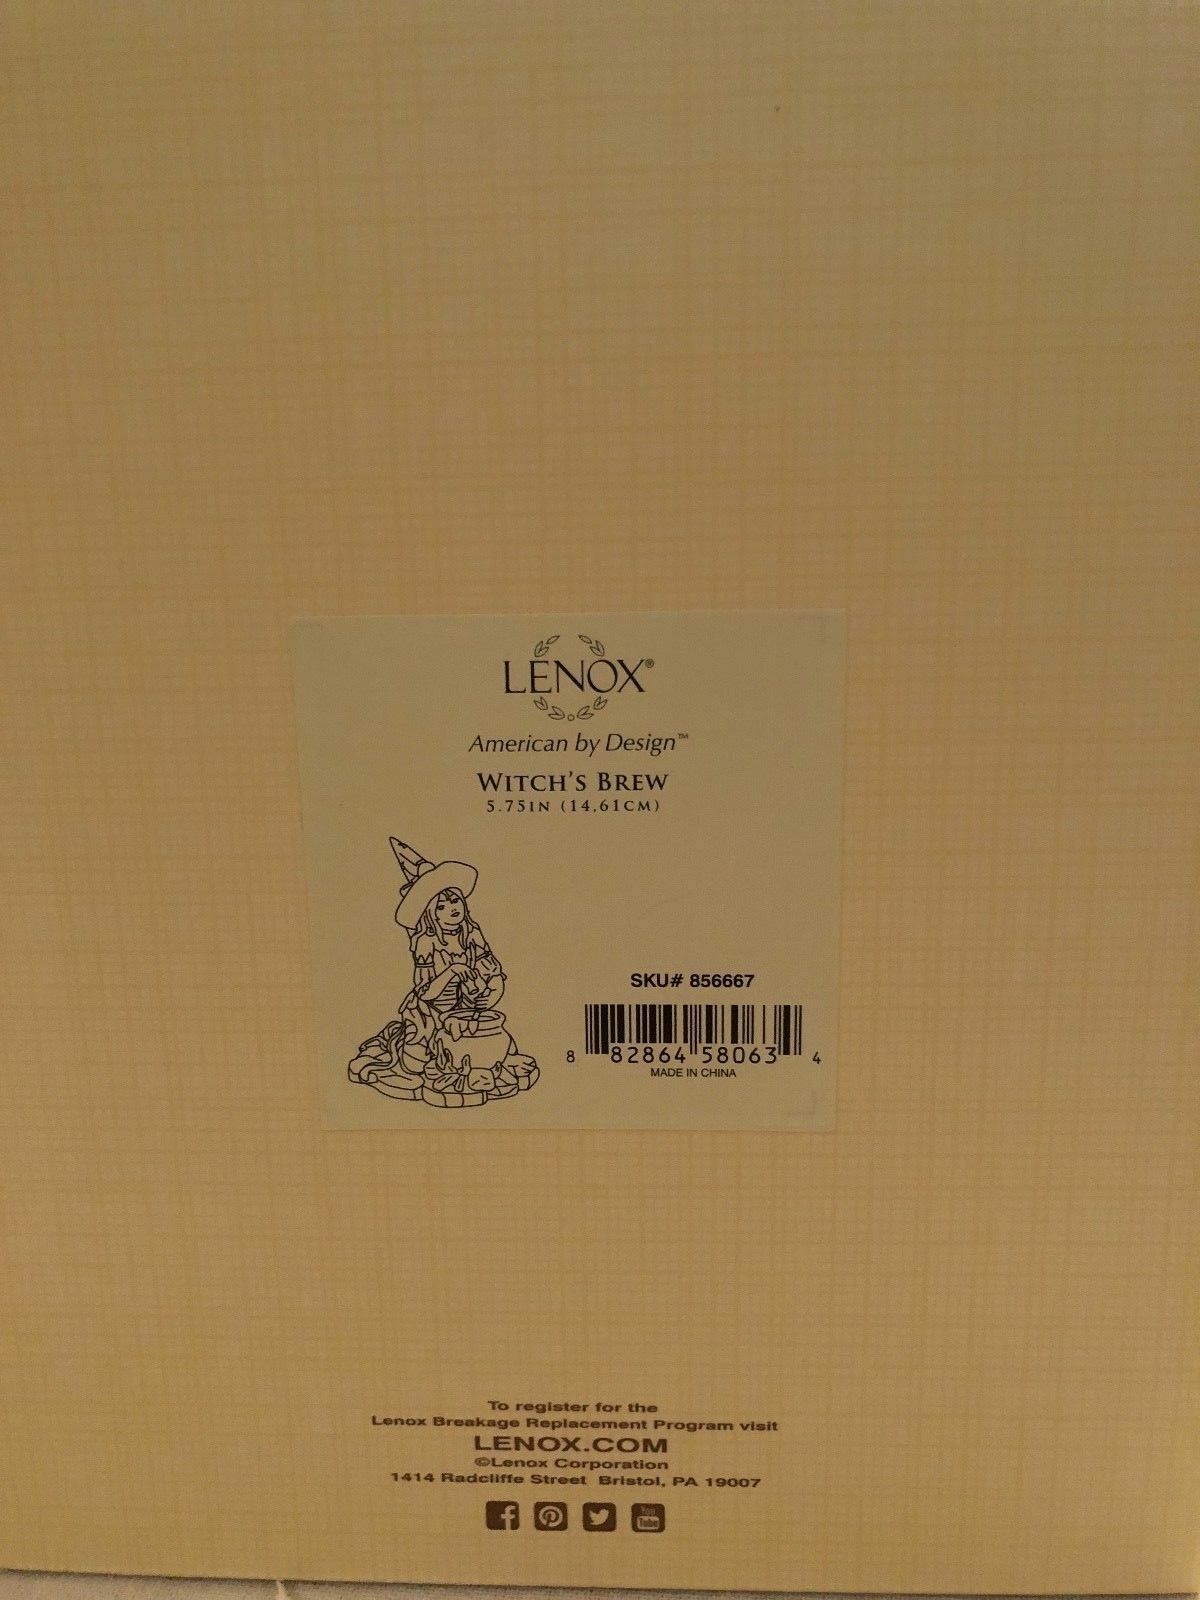 LENOX®
American by Design™
WITCH'S BREW
5.75IN (14,61CM)
SKU# 856667
8 82864 58063 4
MADE IN CHINA
To register for the
Lenox Breakage Replacement Program visit
LENOX.COM
©Lenox Corporation
1414 Radcliffe Street Bristol, PA 19007
You
Tube